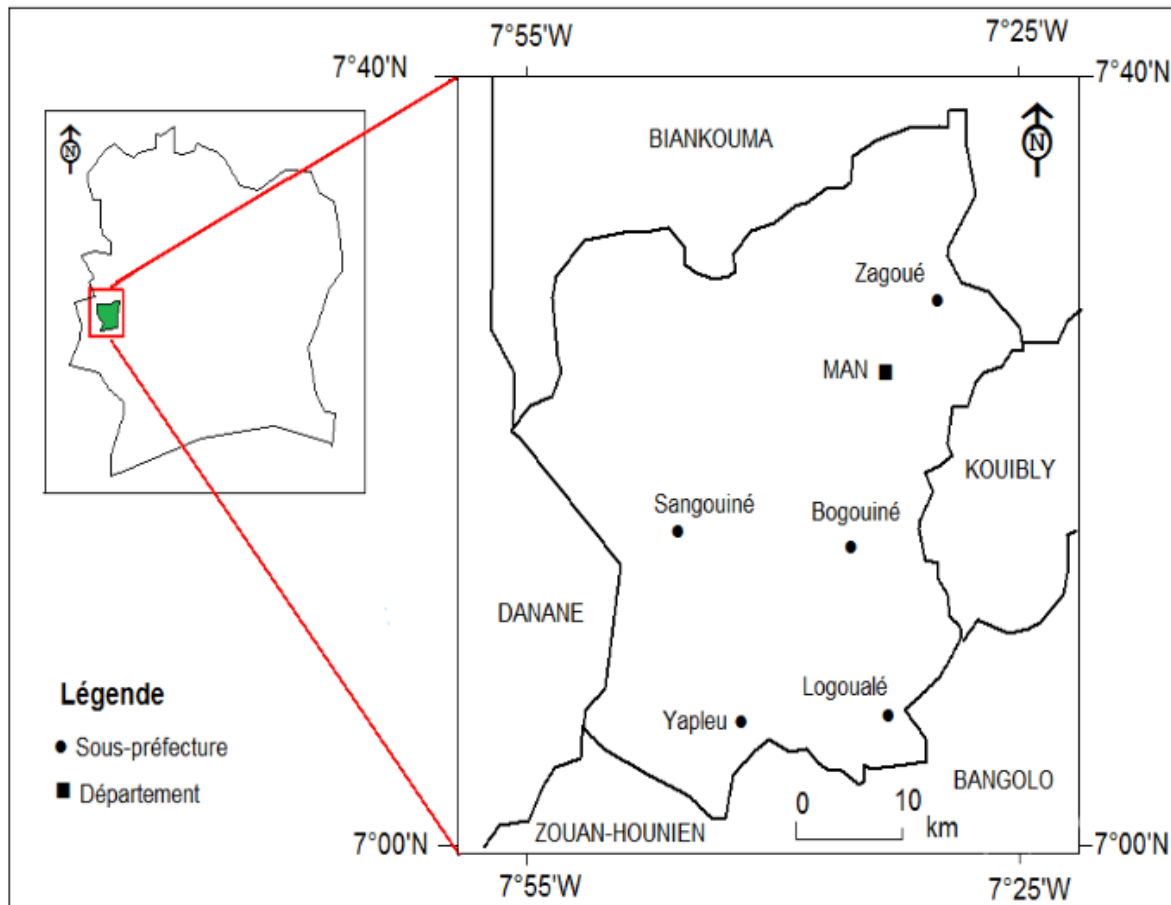 7°55'W
7°25'W
7°40'N
7°40'N
N
N
BIANKOUMA
Zagoué
MAN
KOUIBLY
Sangouiné
Bogouiné
DANANE
Légende
Logoualé
Yapleu
Sous-préfecture
Département
BANGOLO
0 10
km
ZOUAN-HOUNIEN
7°00'N
7°00'N
7°55'W
7°25'W